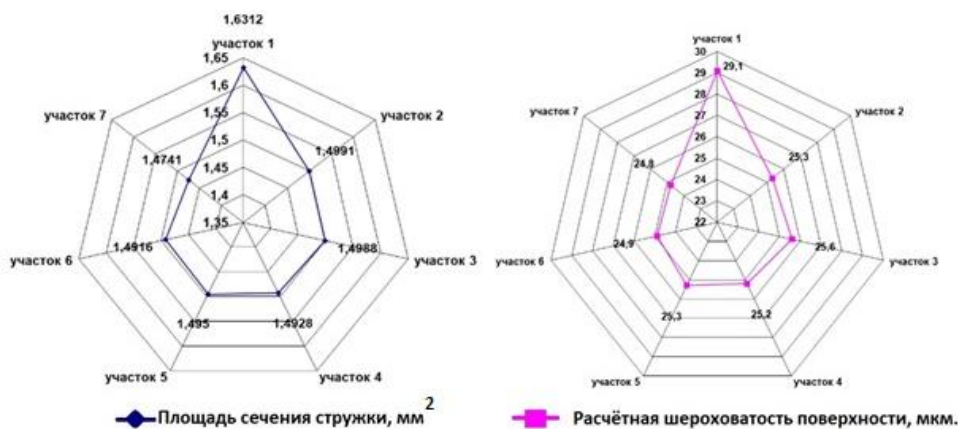 1,6312
участок 1
1,65
1,6
1,55
1,5
1,45
1,4
1,35
участок 2
1,4991
участок 3
1,4988
участок 4
1,4928
участок 5
1,495
участок 6
1,4916
участок 7
1,4741
Площадь сечения стружки, мм2
участок 1
30
29
28
27
26
25
24
23
22
29,1
участок 2
25,3
участок 3
25,6
участок 4
25,2
участок 5
25,3
участок 6
24,9
участок 7
24,8
Расчётная шероховатость поверхности, мкм.